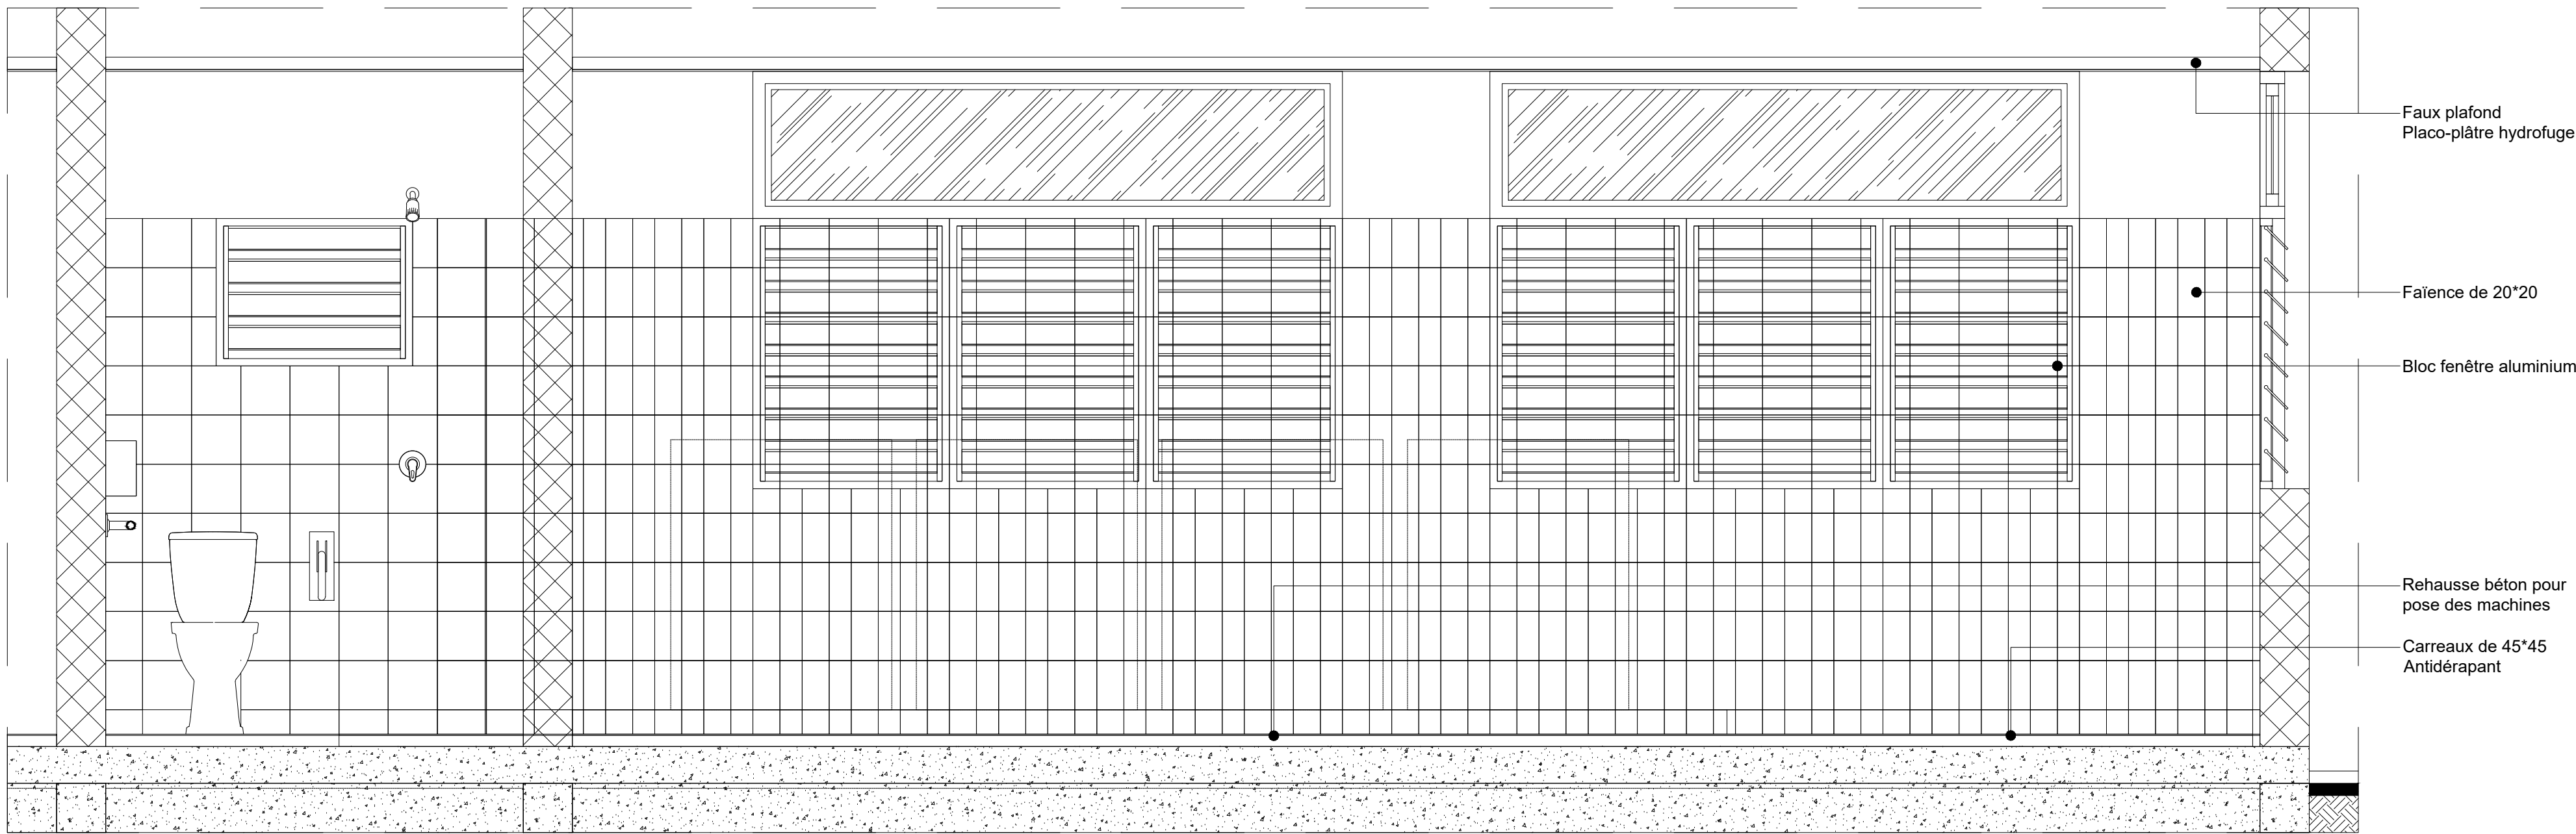 Faux plafond
Placo-plâtre hydrofuge
Faïence de 20*20
Bloc fenêtre aluminium
Rehausse béton pour
pose des machines
Carreaux de 45*45
Antidérapant